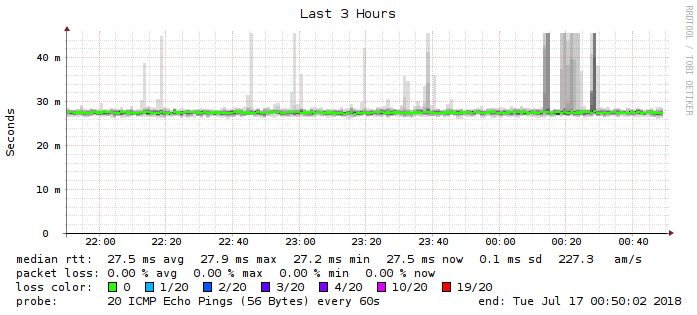 Last 3 Hours
RRDTOOL / TOBI OETIKER
Seconds
40 m
30 m
20 m
10 m
0
22:00 22:20 22:40 23:00 23:20 23:40 00:00 00:20 00:40
median rtt: 27.5 ms avg 27.9 ms max 27.2 ms min 27.5 ms now 0.1 ms sd 227.3 am/s
packet loss: 0.00 % avg 0.00 % max 0.00 % min 0.00 % now
loss color: 0 1/20 2/20 3/20 4/20 10/20 19/20
probe: 20 ICMP Echo Pings (56 Bytes) every 60s end: Tue Jul 17 00:50:02 2018